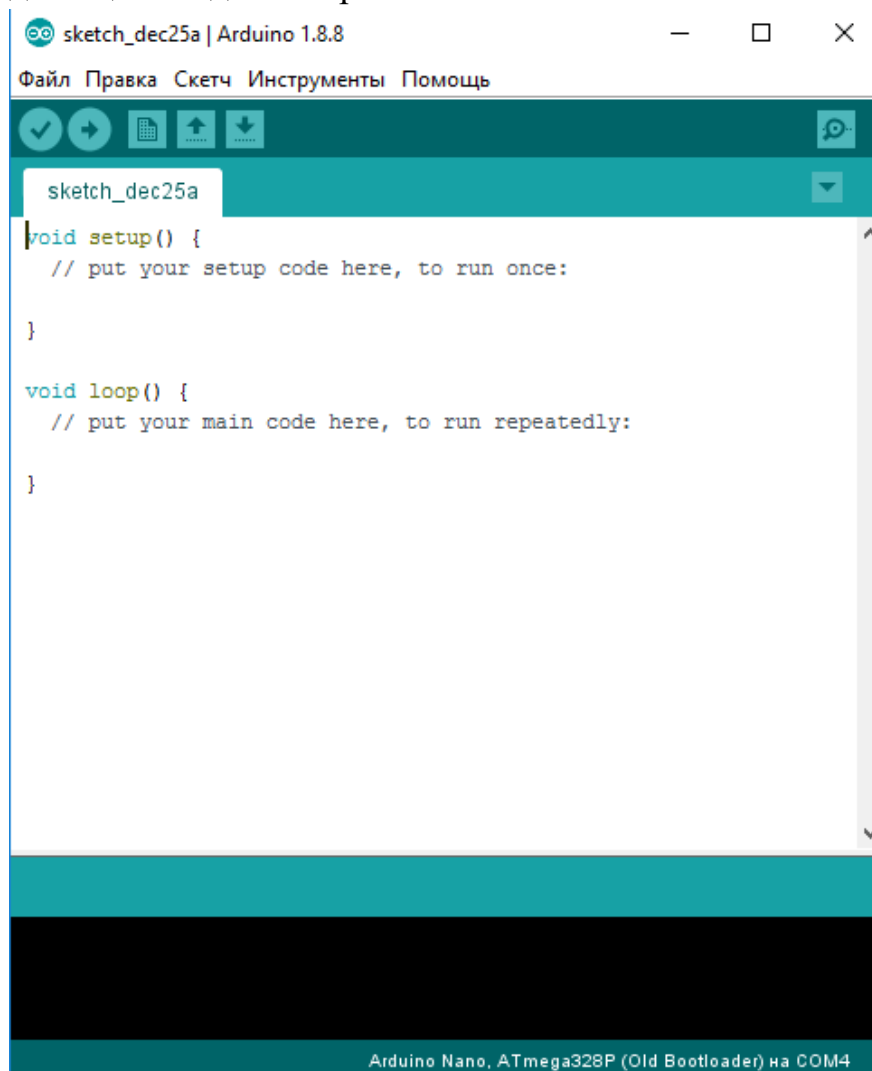 sketch_dec25a | Arduino 1.8.8
Файл Правка Скетч Инструменты Помощь
sketch_dec25a
void setup() {
// put your setup code here, to run once:
}
void loop() {
// put your main code here, to run repeatedly:
}
Arduino Nano, ATmega328P (Old Bootloader) на COM4